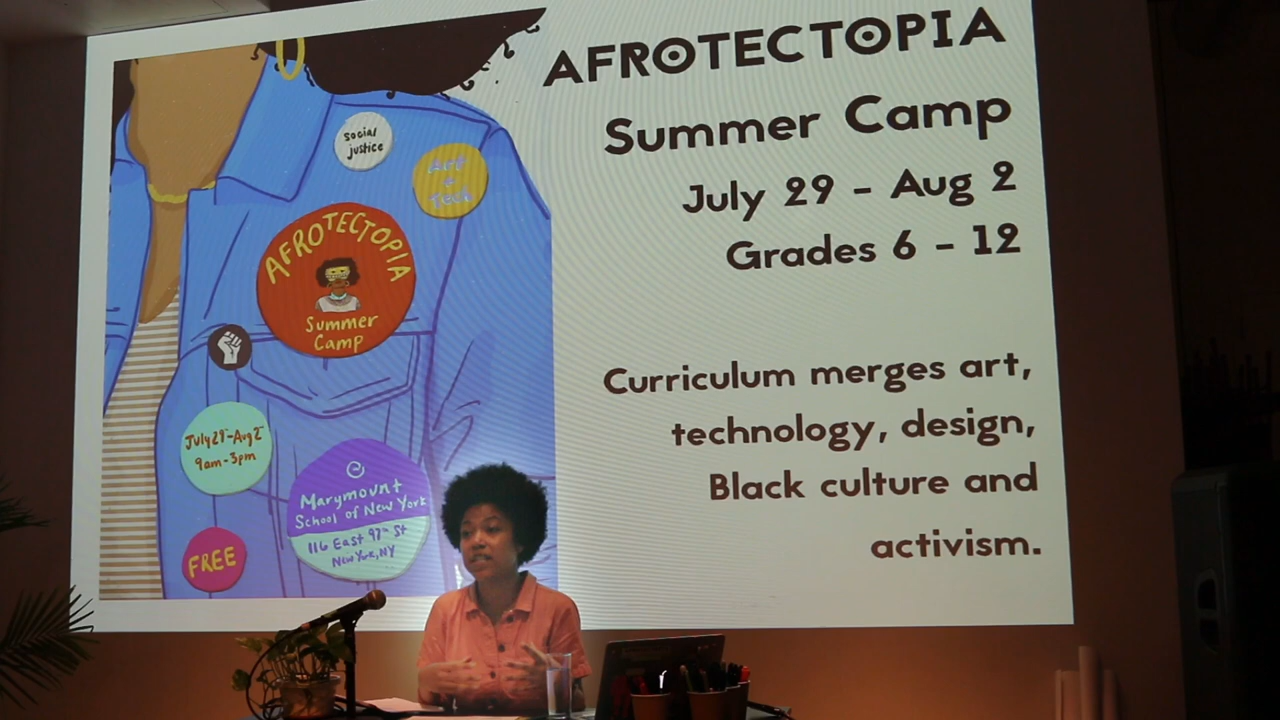 AFROTECTOPIA
Summer Camp
July 29 - Aug 2
Grades 6 - 12
Curriculum merges art,
technology, design,
Black culture and
activism.
social
justice
Art
+
Tech
AFROTECTOPIA
Summer
Camp
July 29-Aug 2
9am-3pm
Marymount
School of New York
116 East 97th St
New York, NY
FREE